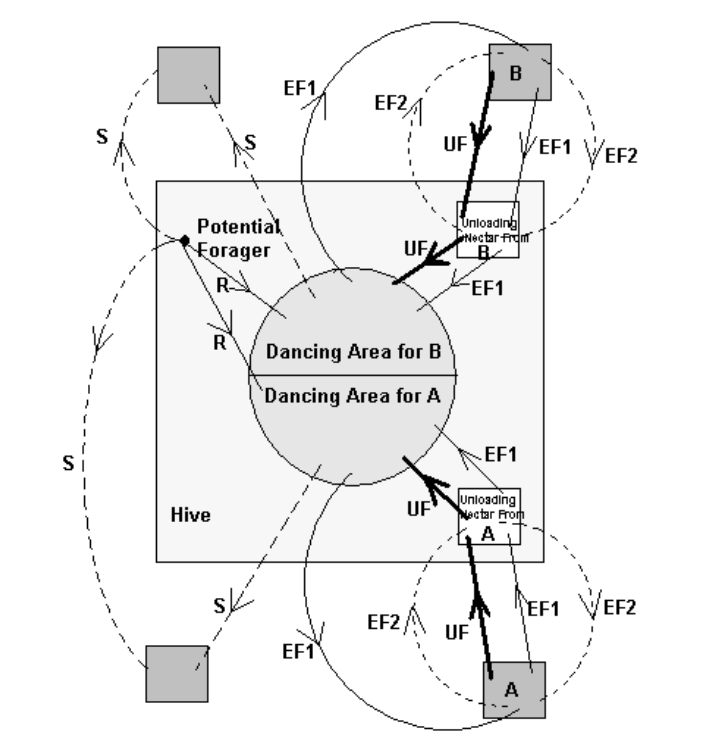 B
EF1
EF2
S
S
UF
EF1
EF2
Potential
Forager
Unloading
Nectar From
B
UF
R
EF1
R
Dancing Area for B
Dancing Area for A
S
EF1
Unloading
Nectar From
A
UF
Hive
S
EF2
UF
EF1
EF2
EF1
A